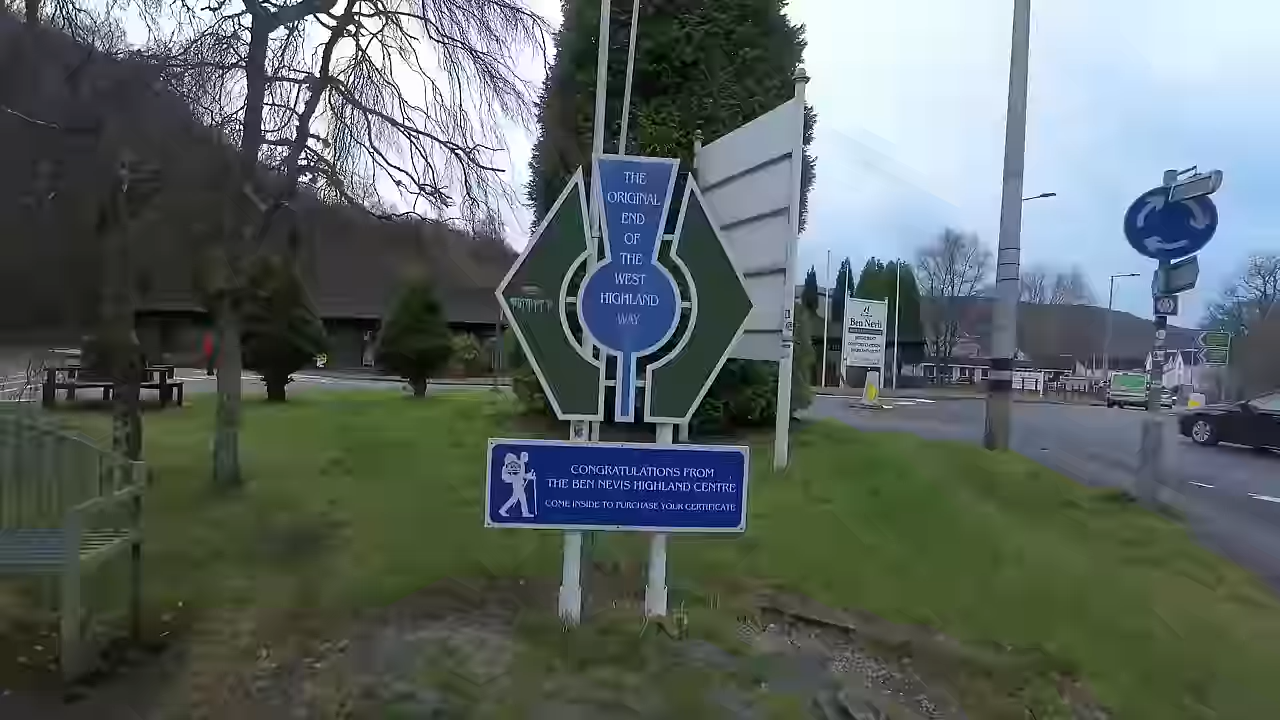 THE
ORIGINAL
END
OF
THE
WEST
HIGHLAND
WAY
CONGRATULATIONS FROM
THE BEN NEVIS HIGHLAND CENTRE
COME INSIDE TO PURCHASE YOUR CERTIFICATE
Ben Nevis